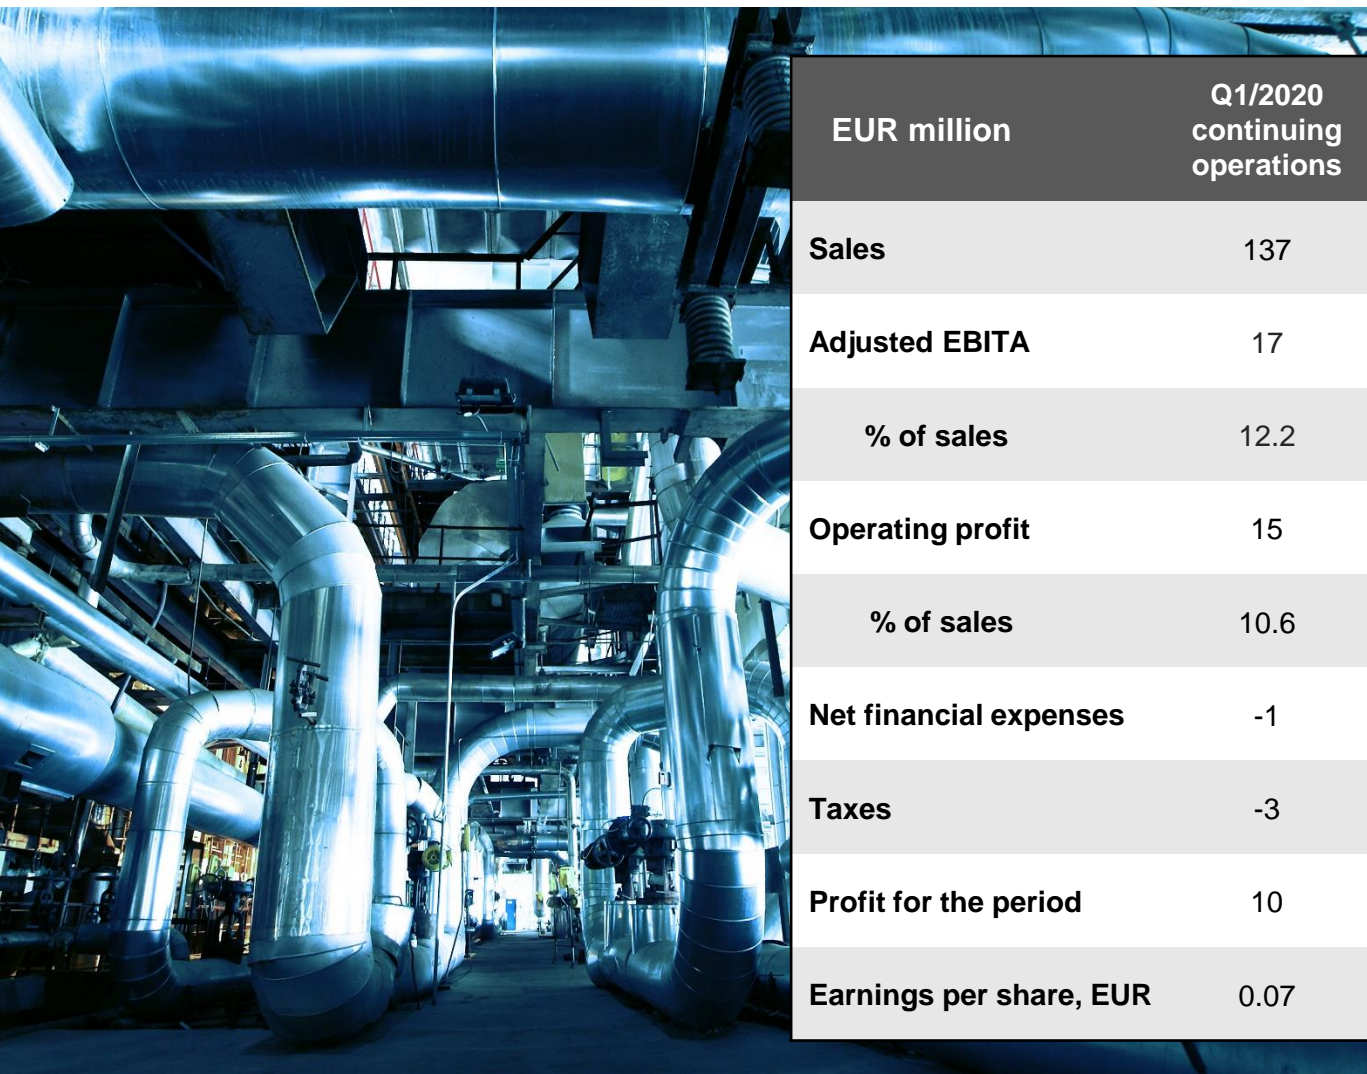 EUR million
Q1/2020
continuing
operations
Sales 137
Adjusted EBITA 17
% of sales 12.2
Operating profit 15
% of sales 10.6
Net financial expenses -1
Taxes -3
Profit for the period 10
Earnings per share, EUR 0.07